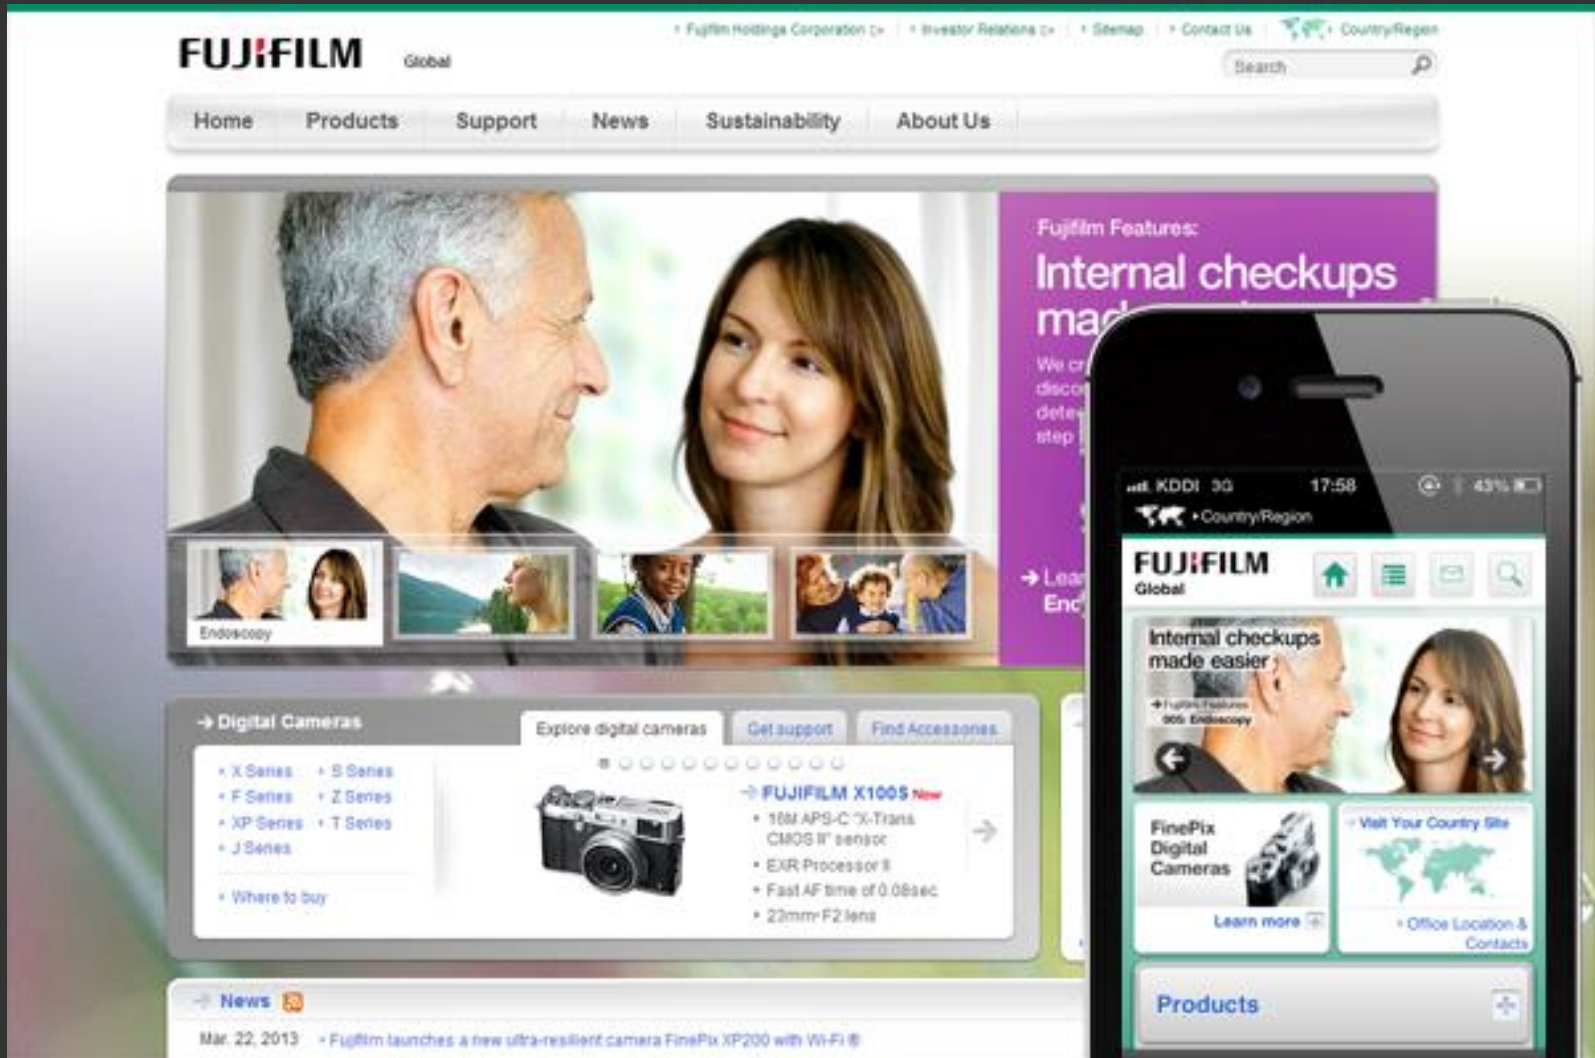 Fujifilm Holdings Corporation
Investor Relations
Sitemap
Contact Us
Country/Region
FUJIFILM
Global
Search
Home
Products
Support
News
Sustainability
About Us
Fujifilm Features:
Internal checkups
We
step
Endoscopy
Digital Cameras
Explore digital cameras
Get support
Find Accessories
X Series
S Series
F Series
Z Series
XP Series
T Series
J Series
Where to buy
FUJIFILM X100S New
16M APS-C "X-Trans
CMOS II" sensor
EXR Processor II
Fast AF time of 0.08sec
23mm F2 lens
News
Mar. 22, 2013
Fujifilm launches a new ultra-resilient camera FinePix XP200 with Wi-Fi ®
KDDI 3G
17:58
43%
Country/Region
FUJIFILM
Global
Internal checkups
made easier
Fujifilm Features
005: Endoscopy
FinePix
Digital
Cameras
Learn more
Visit Your Country Site
Office Location &
Contacts
Products